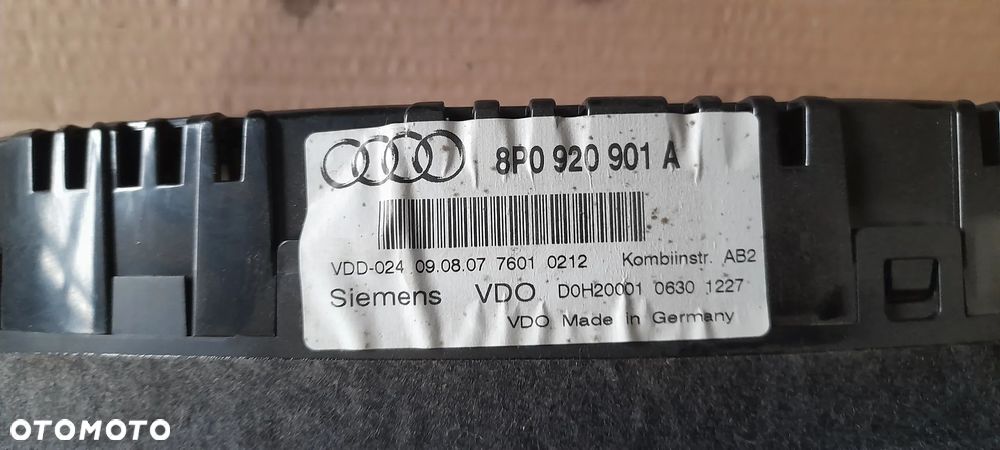 8P0 920 901 A
VDD-024 09.08.07 7601 0212 Kombiinstr. AB2
Siemens VDO D0H20001 0630 1227
VDO Made in Germany
OTOMOTO